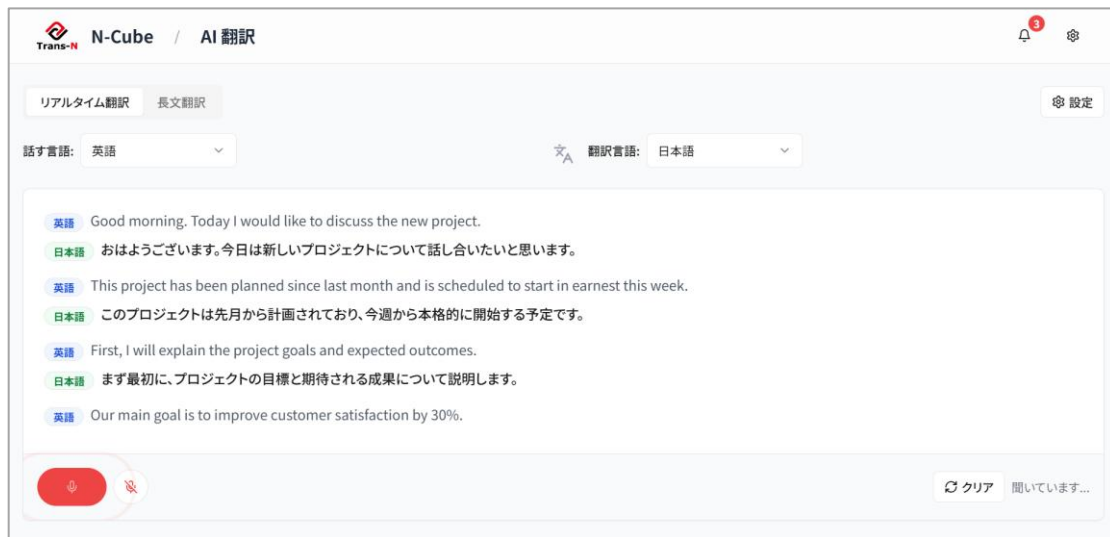 Trans-N N-Cube / AI 翻訳 3
リアルタイム翻訳 長文翻訳 設定
話す言語: 英語 翻訳言語: 日本語
英語 Good morning. Today I would like to discuss the new project.
日本語 おはようございます。今日は新しいプロジェクトについて話し合いたいと思います。
英語 This project has been planned since last month and is scheduled to start in earnest this week.
日本語 このプロジェクトは先月から計画されており、今週から本格的に開始する予定です。
英語 First, I will explain the project goals and expected outcomes.
日本語 まず最初に、プロジェクトの目標と期待される成果について説明します。
英語 Our main goal is to improve customer satisfaction by 30%.
クリア 聞いています...